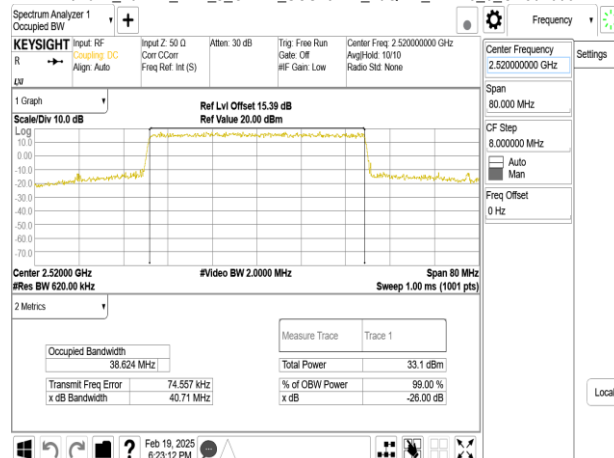 Spectrum Analyzer 1
Occupied BW
Frequency
Settings
KEYSIGHT
R
LXI
Input: RF
Coupling: DC
Align: Auto
Input Z: 50 Ω
Corr CCorr
Freq Ref: Int (S)
Atten: 30 dB
Trig: Free Run
Gate: Off
#IF Gain: Low
Center Freq: 2.520000000 GHz
Avg|Hold: 10/10
Radio Std: None
Center Frequency
2.520000000 GHz
Span
80.000 MHz
CF Step
8.000000 MHz
Auto
Man
Freq Offset
0 Hz
Local
1 Graph
Scale/Div 10.0 dB
Ref Lvl Offset 15.39 dB
Ref Value 20.00 dBm
Log
10.0
0.00
-10.0
-20.0
-30.0
-40.0
-50.0
-60.0
-70.0
Center 2.52000 GHz
#Res BW 620.00 kHz
#Video BW 2.0000 MHz
Span 80 MHz
Sweep 1.00 ms (1001 pts)
2 Metrics
Measure Trace
Trace 1
Occupied Bandwidth
38.624 MHz
Total Power
33.1 dBm
Transmit Freq Error
74.557 kHz
% of OBW Power
99.00 %
x dB Bandwidth
40.71 MHz
x dB
-26.00 dB
?
Feb 19, 2025
6:23:12 PM